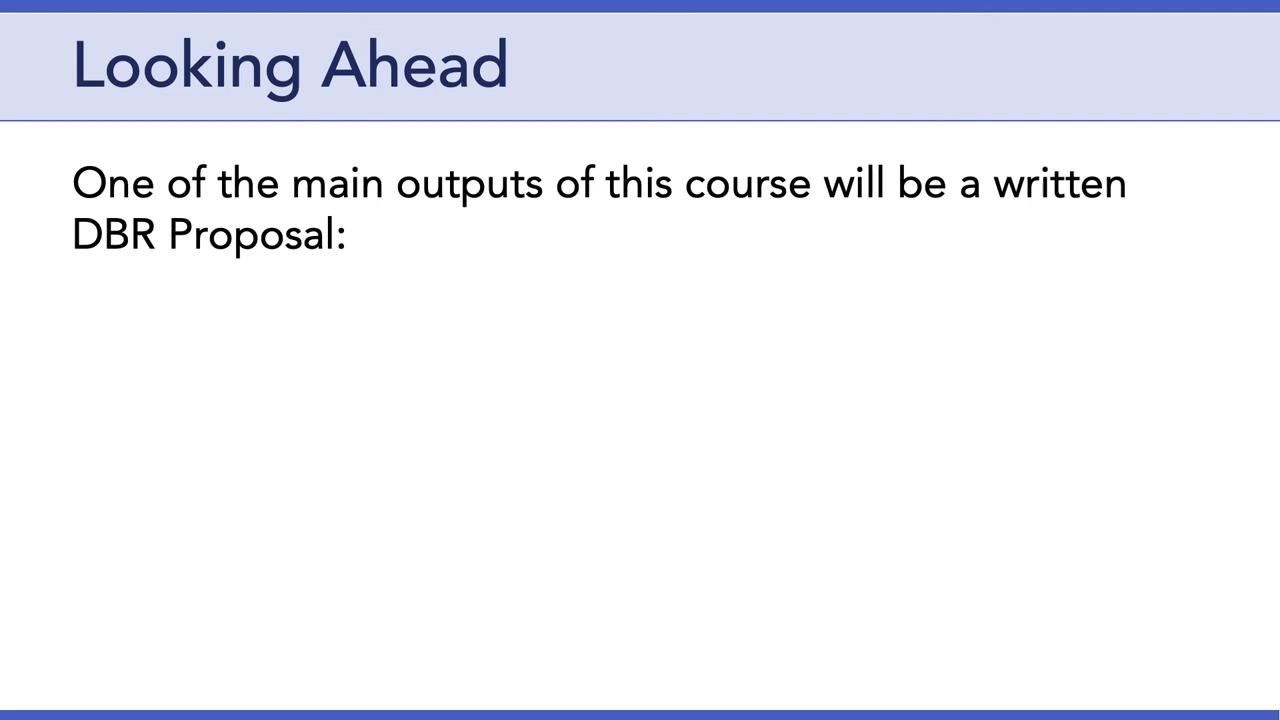 Looking Ahead
One of the main outputs of this course will be a written
DBR Proposal: